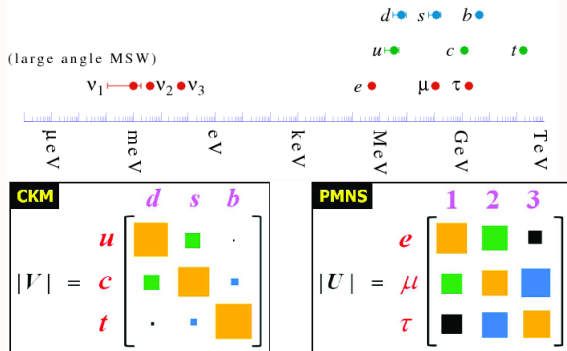 d s b
u c t
(large angle MSW)
ν1 ν2 ν3 e μ τ
μeV meV eV keV MeV GeV TeV
CKM
d s b
u
|V| = c
t
PMNS
1 2 3
e
|U| = μ
τ